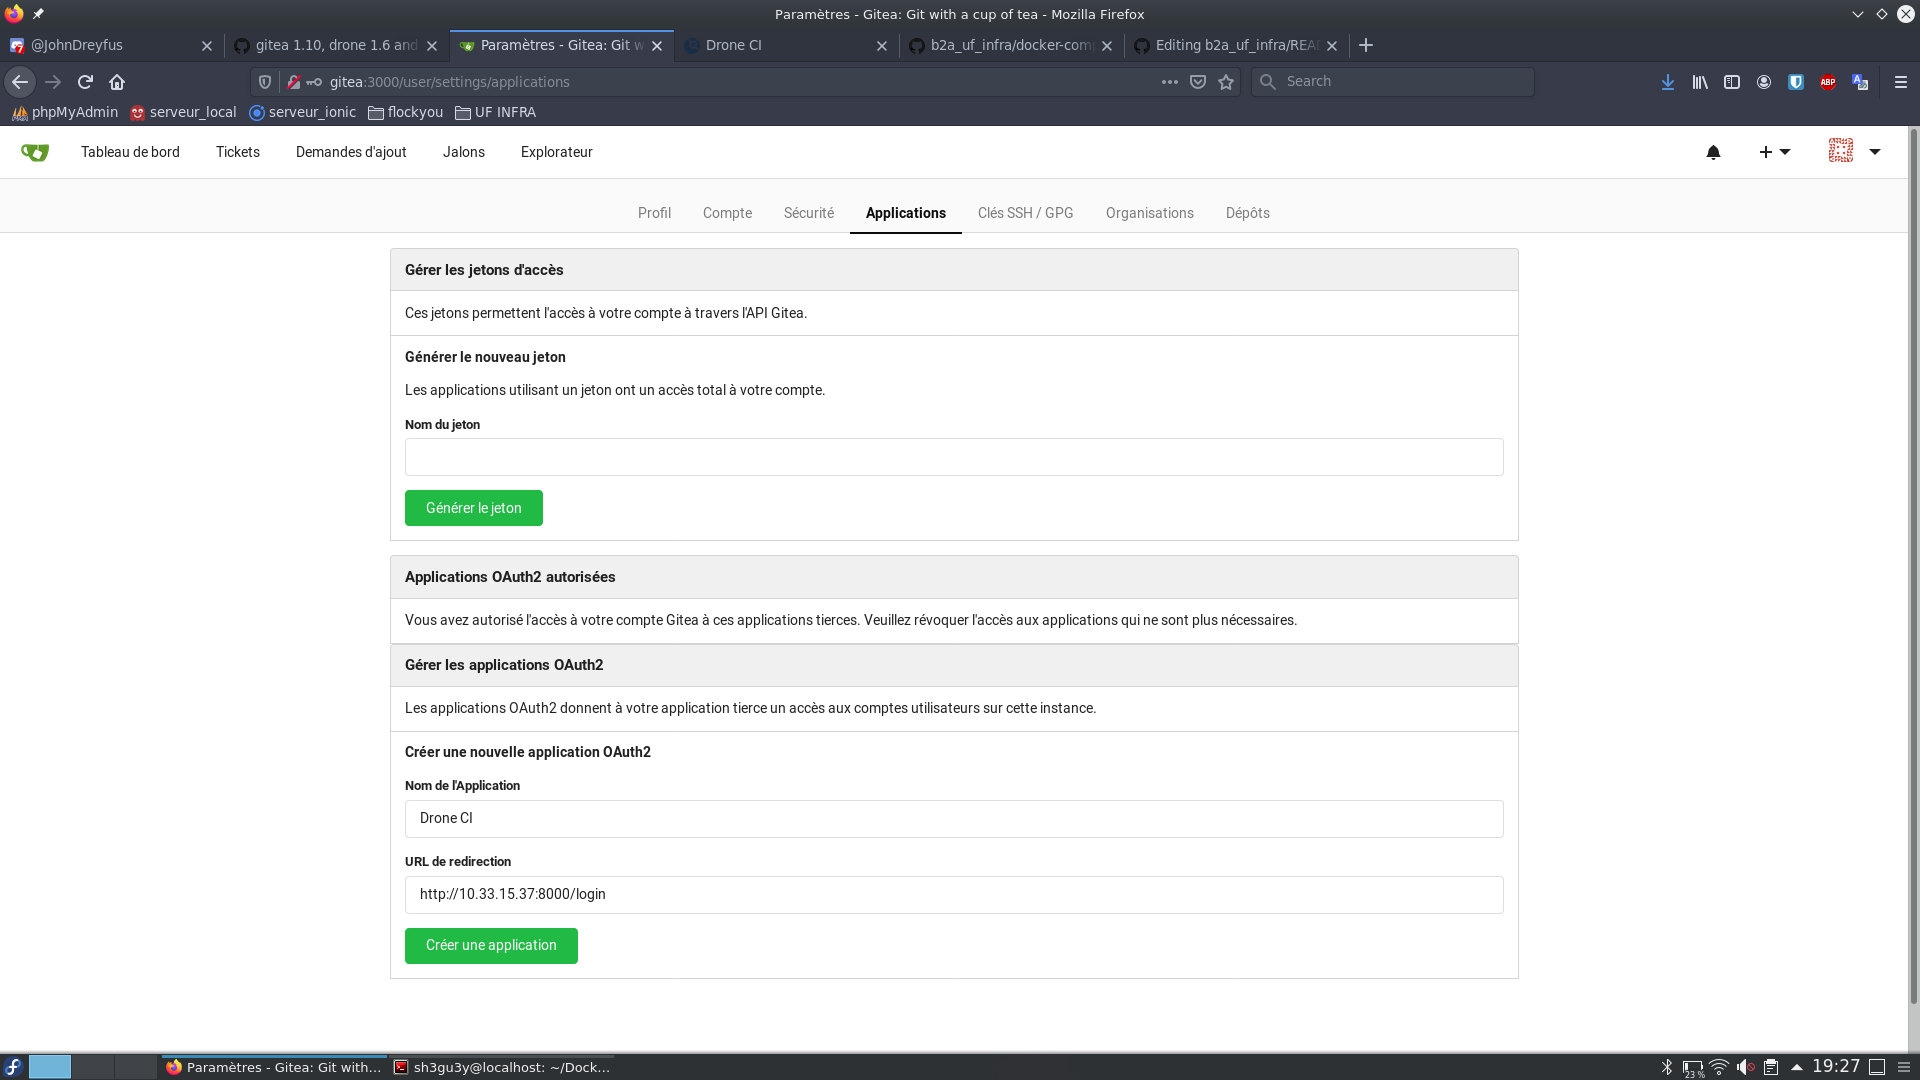 Paramètres - Gitea: Git with a cup of tea - Mozilla Firefox
@JohnDreyfus
gitea 1.10, drone 1.6 and
Paramètres - Gitea: Git w
Drone CI
b2a_uf_infra/docker-com
Editing b2a_uf_infra/REA
gitea:3000/user/settings/applications
Search
ABP
phpMyAdmin
serveur_local
serveur_ionic
flockyou
UF INFRA
Tableau de bord
Tickets
Demandes d'ajout
Jalons
Explorateur
Profil
Compte
Sécurité
Applications
Clés SSH / GPG
Organisations
Dépôts
Gérer les jetons d'accès
Ces jetons permettent l'accès à votre compte à travers l'API Gitea.
Générer le nouveau jeton
Les applications utilisant un jeton ont un accès total à votre compte.
Nom du jeton
Générer le jeton
Applications OAuth2 autorisées
Vous avez autorisé l'accès à votre compte Gitea à ces applications tierces. Veuillez révoquer l'accès aux applications qui ne sont plus nécessaires.
Gérer les applications OAuth2
Les applications OAuth2 donnent à votre application tierce un accès aux comptes utilisateurs sur cette instance.
Créer une nouvelle application OAuth2
Nom de l'Application
Drone CI
URL de redirection
http://10.33.15.37:8000/login
Créer une application
Paramètres - Gitea: Git with...
sh3gu3y@localhost: ~/Dock...
23 %
19:27